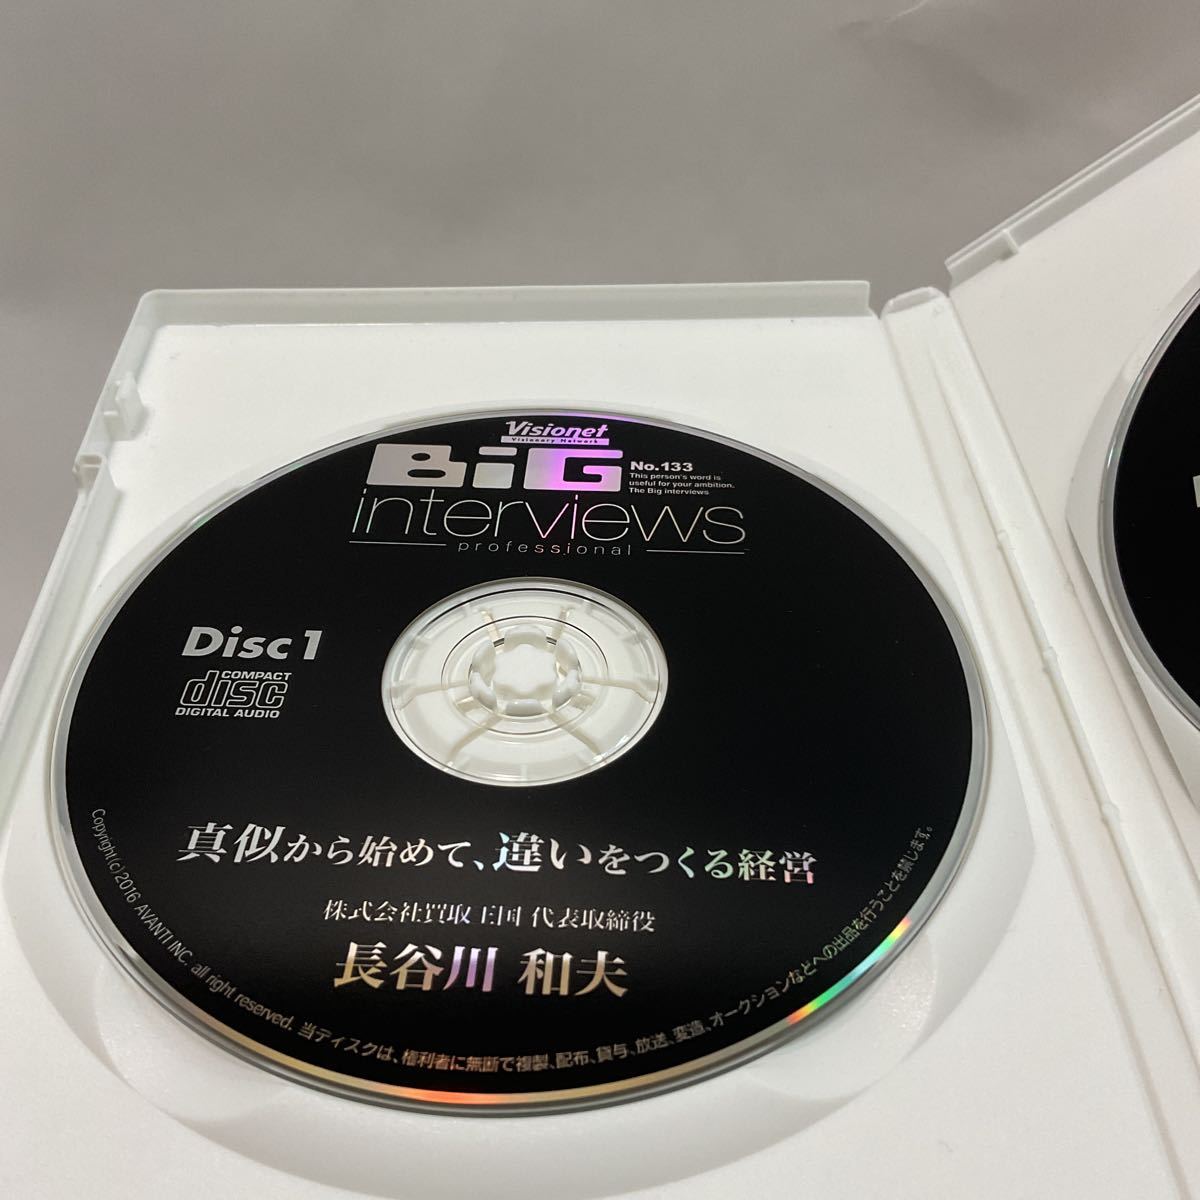 Visionet
Visionary Network
BiG
No.133
This person's word is
useful for your ambition.
The Big interviews
interviews
professional
Disc 1
COMPACT
disc
DIGITAL AUDIO
真似から始めて、違いをつくる経営
株式会社買取王国 代表取締役
長谷川 和夫
Copyright(c)2016 AVANTI INC. all right reserved. 当ディスクは、権利者に無断で複製、配布、貸与、放送、変造、オークションなどへの出品を行うことを禁じます。